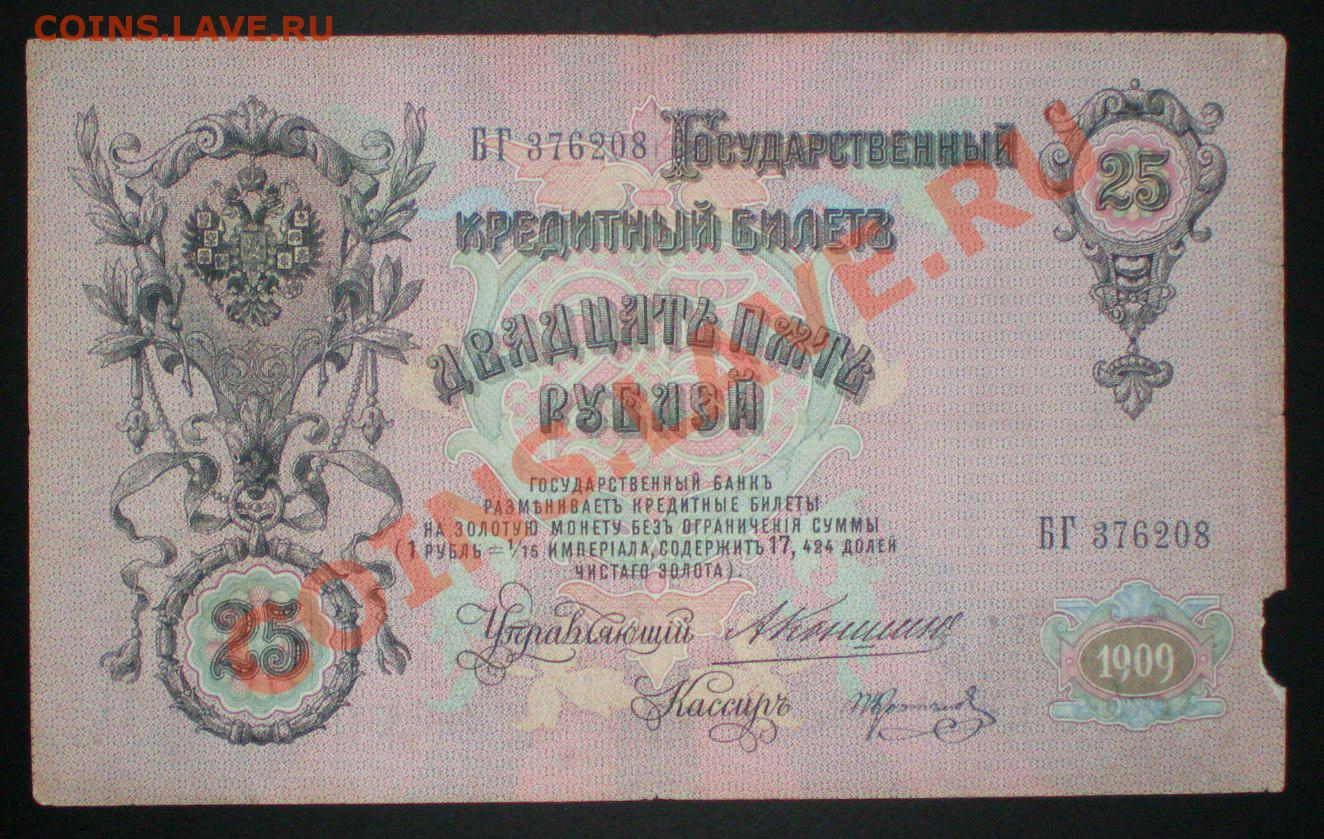 COINS.LAVE.RU
БГ 376208 Государственный
25
Кредитный Билетъ
Двадцать пять
рублей
ГОСУДАРСТВЕННЫЙ БАНКЪ
РАЗМѢНИВАЕТЪ КРЕДИТНЫЕ БИЛЕТЫ
НА ЗОЛОТУЮ МОНЕТУ БЕЗЪ ОГРАНИЧЕНІЯ СУММЫ
(1 РУБЛЬ = 1/15 ИМПЕРІАЛА, СОДЕРЖИТЪ 17, 424 ДОЛЕЙ
ЧИСТАГО ЗОЛОТА).
БГ 376208
25
Управляющій АКоншинъ
1909
Кассиръ
COINS.LAVE.RU